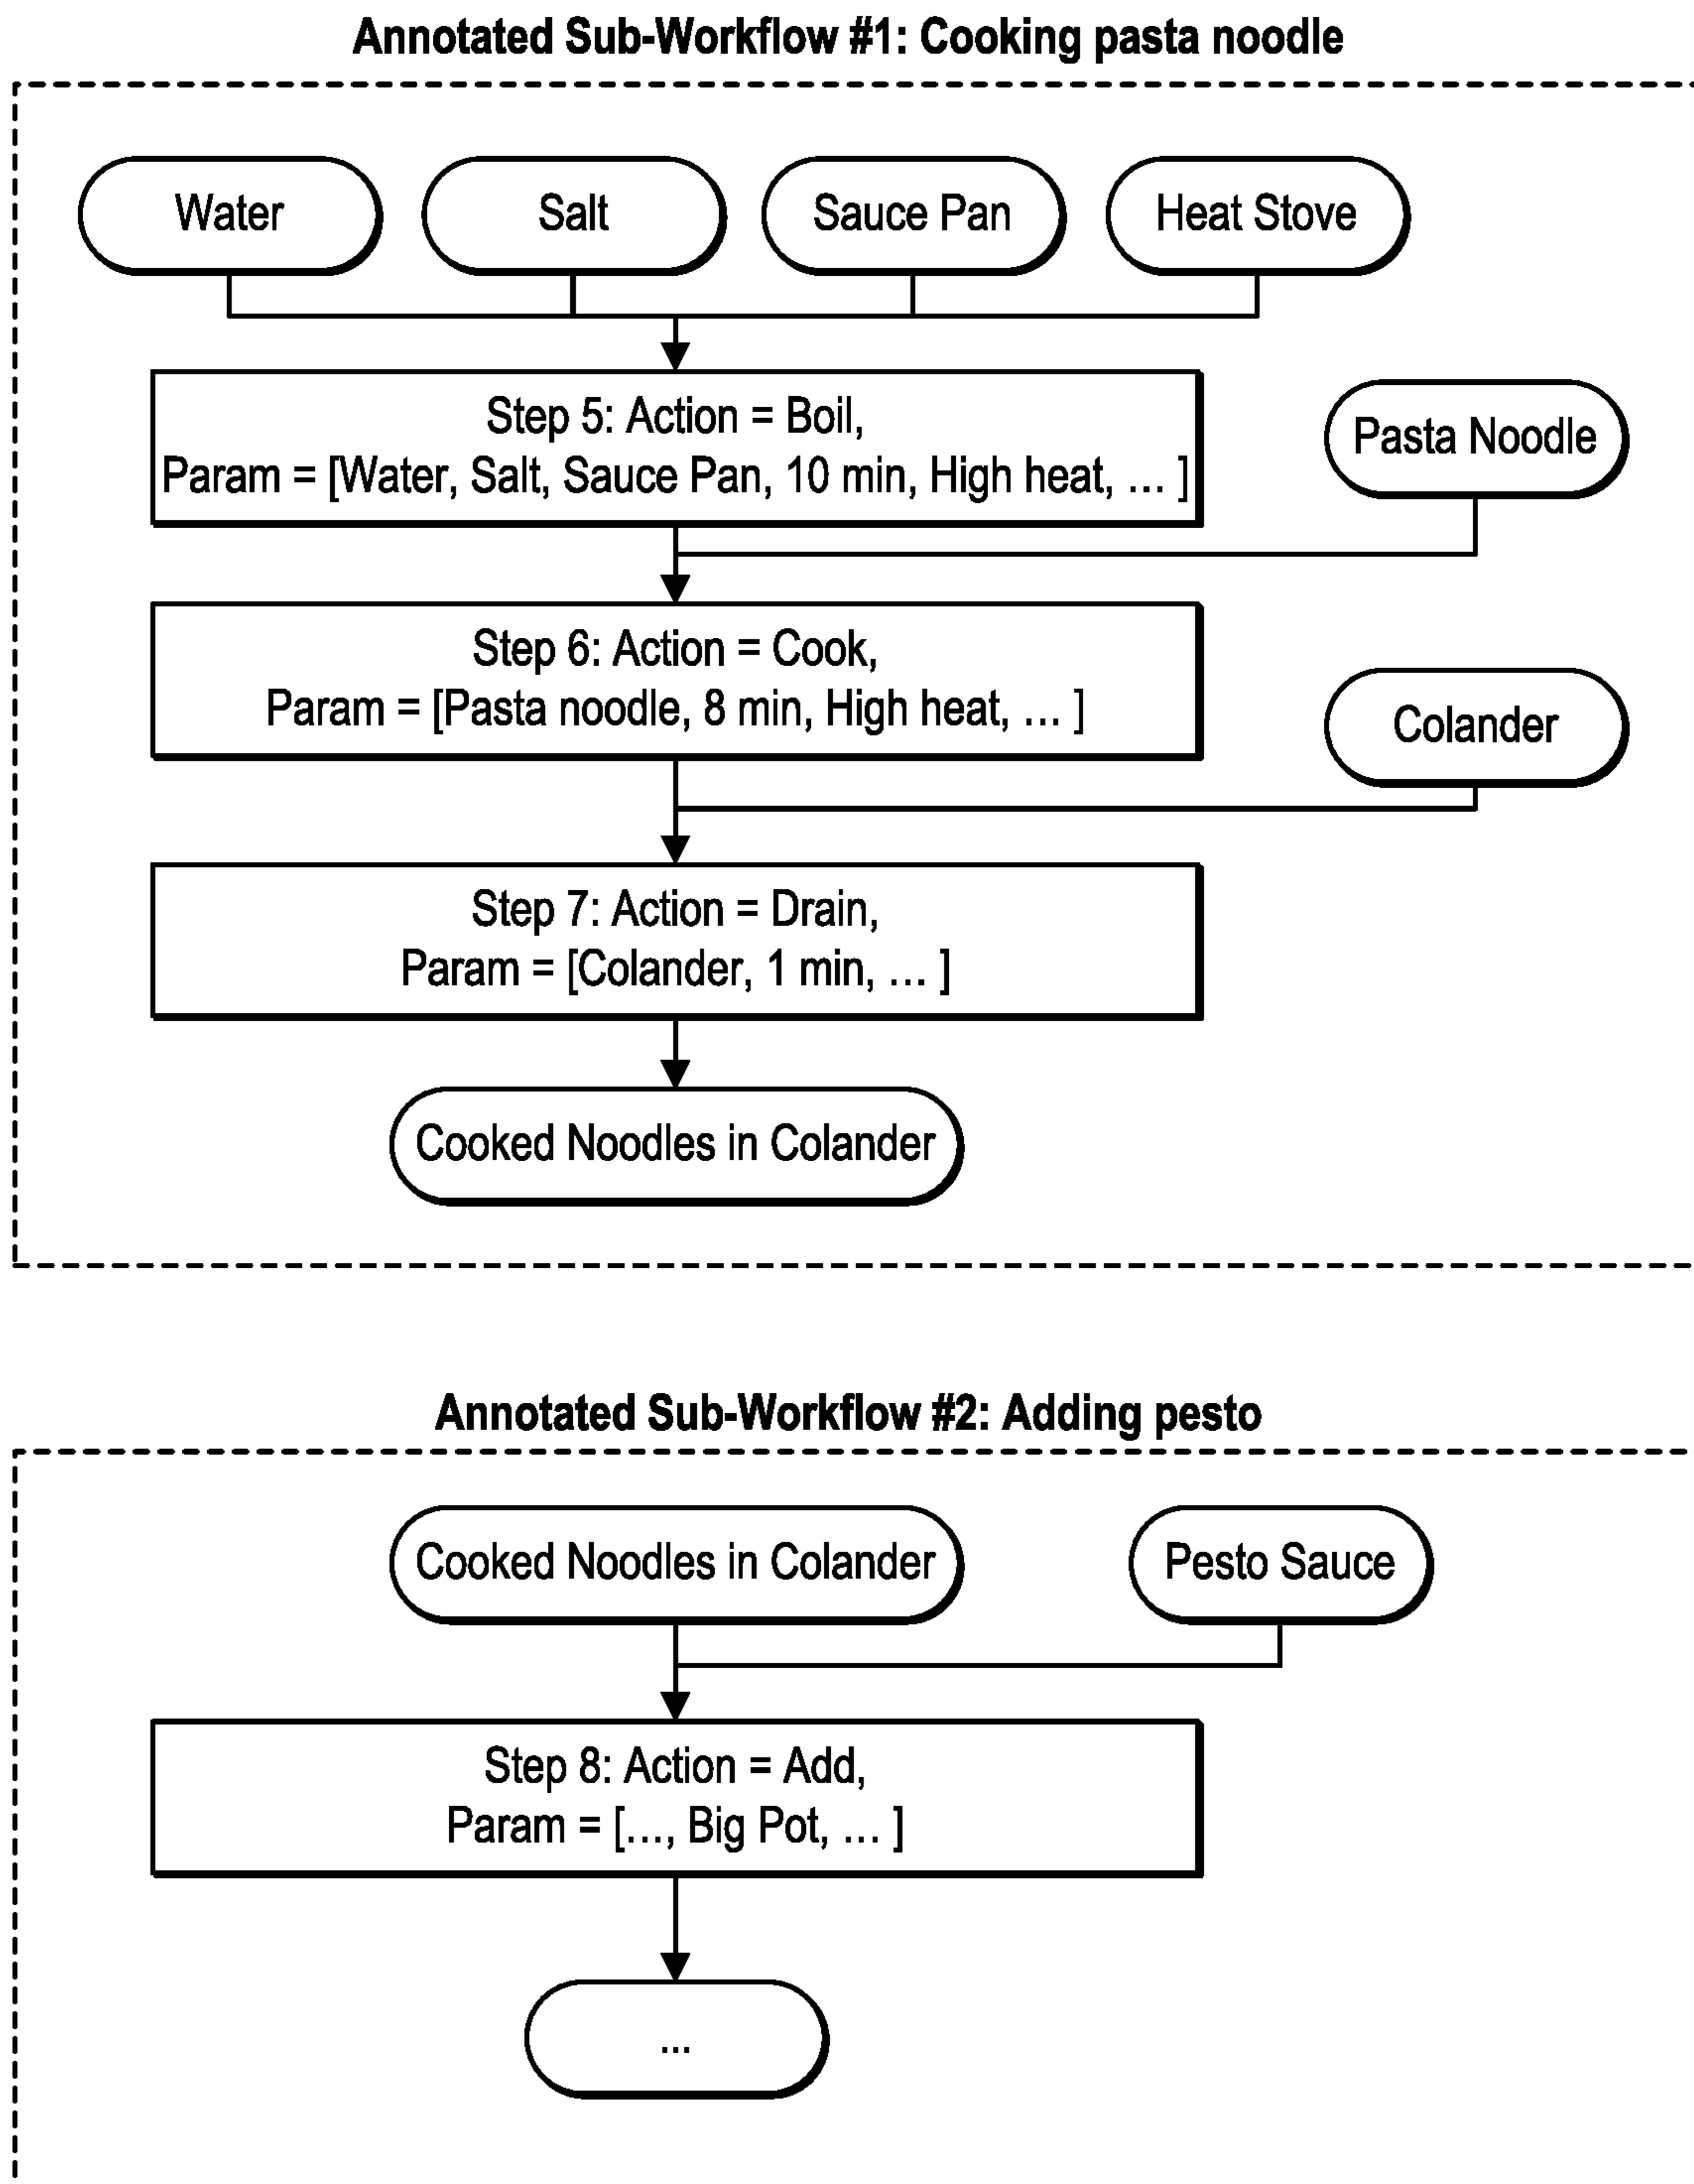 Annotated Sub-Workflow #1: Cooking pasta noodle
Water
Salt
Sauce Pan
Heat Stove
Step 5: Action = Boil,
Param = [Water, Salt, Sauce Pan, 10 min, High heat, ... ]
Pasta Noodle
Step 6: Action = Cook,
Param = [Pasta noodle, 8 min, High heat, ... ]
Colander
Step 7: Action = Drain,
Param = [Colander, 1 min, ... ]
Cooked Noodles in Colander
Annotated Sub-Workflow #2: Adding pesto
Cooked Noodles in Colander
Pesto Sauce
Step 8: Action = Add,
Param = [..., Big Pot, ... ]
...